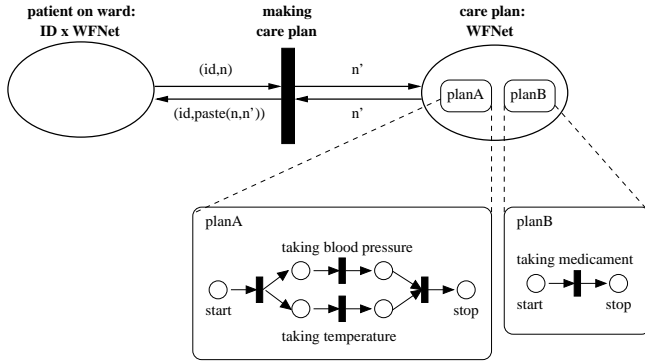 patient on ward:
ID x WFNet
making
care plan
care plan:
WFNet
(id,n)
n’
planA
planB
(id,paste(n,n’))
n’
planA
taking blood pressure
start
stop
taking temperature
planB
taking medicament
start
stop